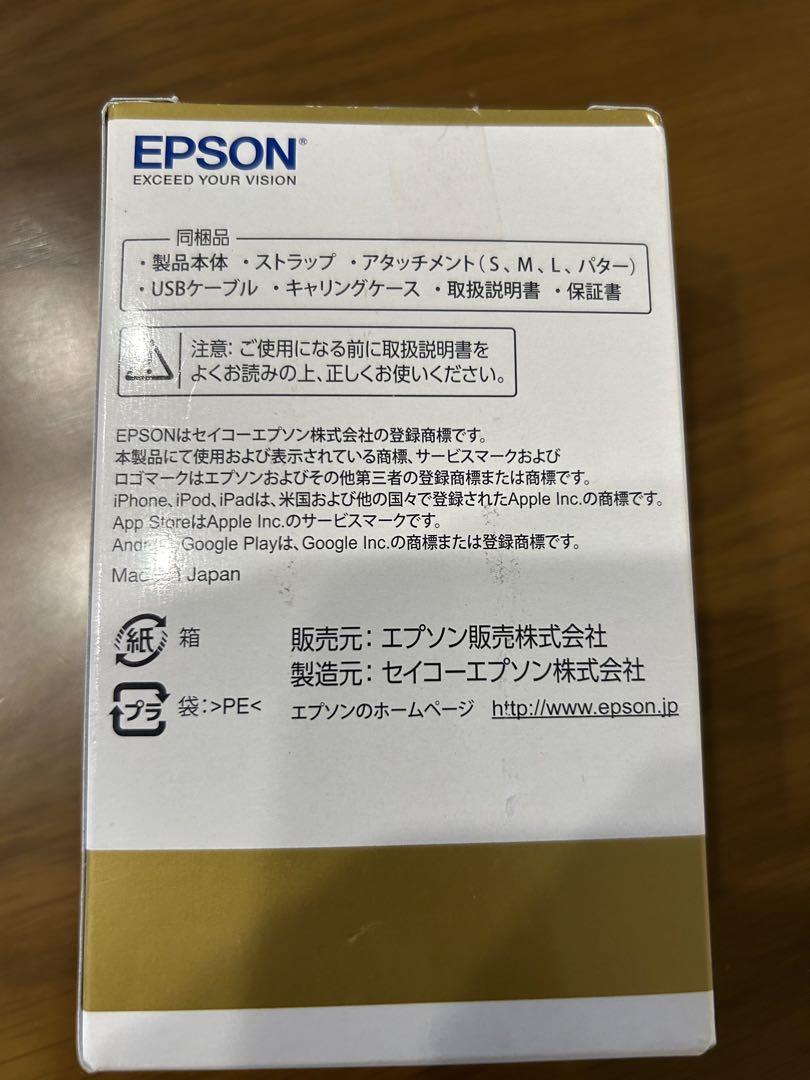 EPSON®
EXCEED YOUR VISION
同梱品
・製品本体 ・ストラップ ・アタッチメント(S、M、L、パター)
・USBケーブル ・キャリングケース ・取扱説明書 ・保証書
注意: ご使用になる前に取扱説明書を
よくお読みの上、正しくお使いください。
EPSONはセイコーエプソン株式会社の登録商標です。
本製品にて使用および表示されている商標、サービスマークおよび
ロゴマークはエプソンおよびその他第三者の登録商標または商標です。
iPhone、iPod、iPadは、米国および他の国々で登録されたApple Inc.の商標です。
App StoreはApple Inc.のサービスマークです。
Google Playは、Google Inc.の商標または登録商標です。
Made in Japan
紙 箱
販売元: エプソン販売株式会社
製造元: セイコーエプソン株式会社
プラ 袋:>PE<
エプソンのホームページ http://www.epson.jp